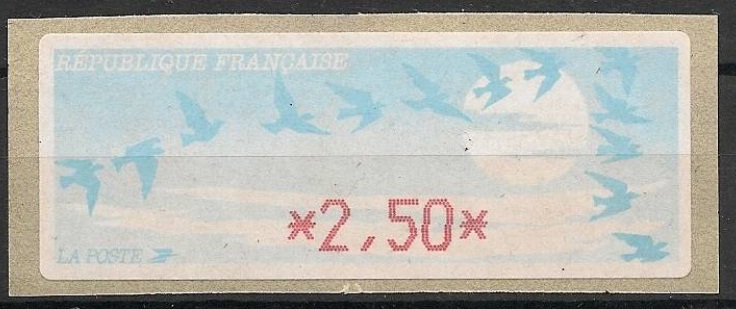 RÉPUBLIQUE FRANÇAISE
*2,50*
LA POSTE